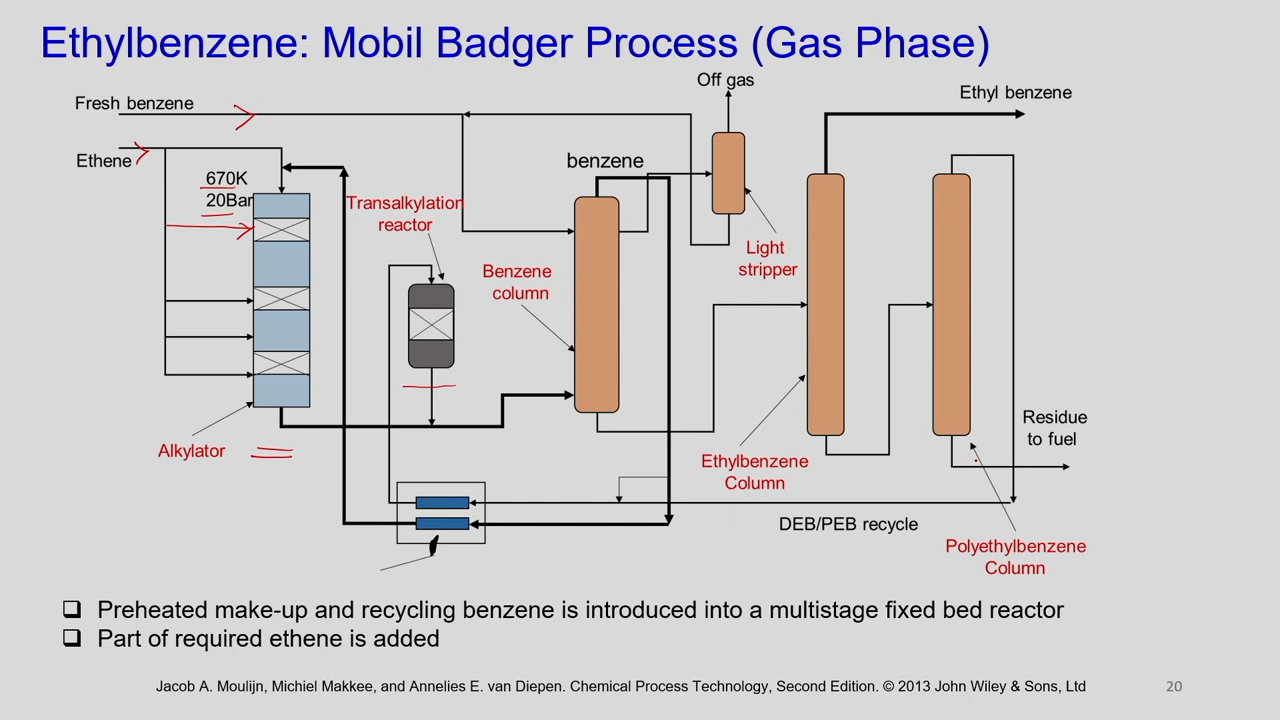 Ethylbenzene: Mobil Badger Process (Gas Phase)
Off gas
Fresh benzene
Ethyl benzene
Ethene
benzene
670K
20Bar
Transalkylation
reactor
Benzene
column
Light
stripper
Alkylator
Ethylbenzene
Column
Residue
to fuel
DEB/PEB recycle
Polyethylbenzene
Column
❑ Preheated make-up and recycling benzene is introduced into a multistage fixed bed reactor
❑ Part of required ethene is added
Jacob A. Moulijn, Michiel Makkee, and Annelies E. van Diepen. Chemical Process Technology, Second Edition. © 2013 John Wiley & Sons, Ltd
20